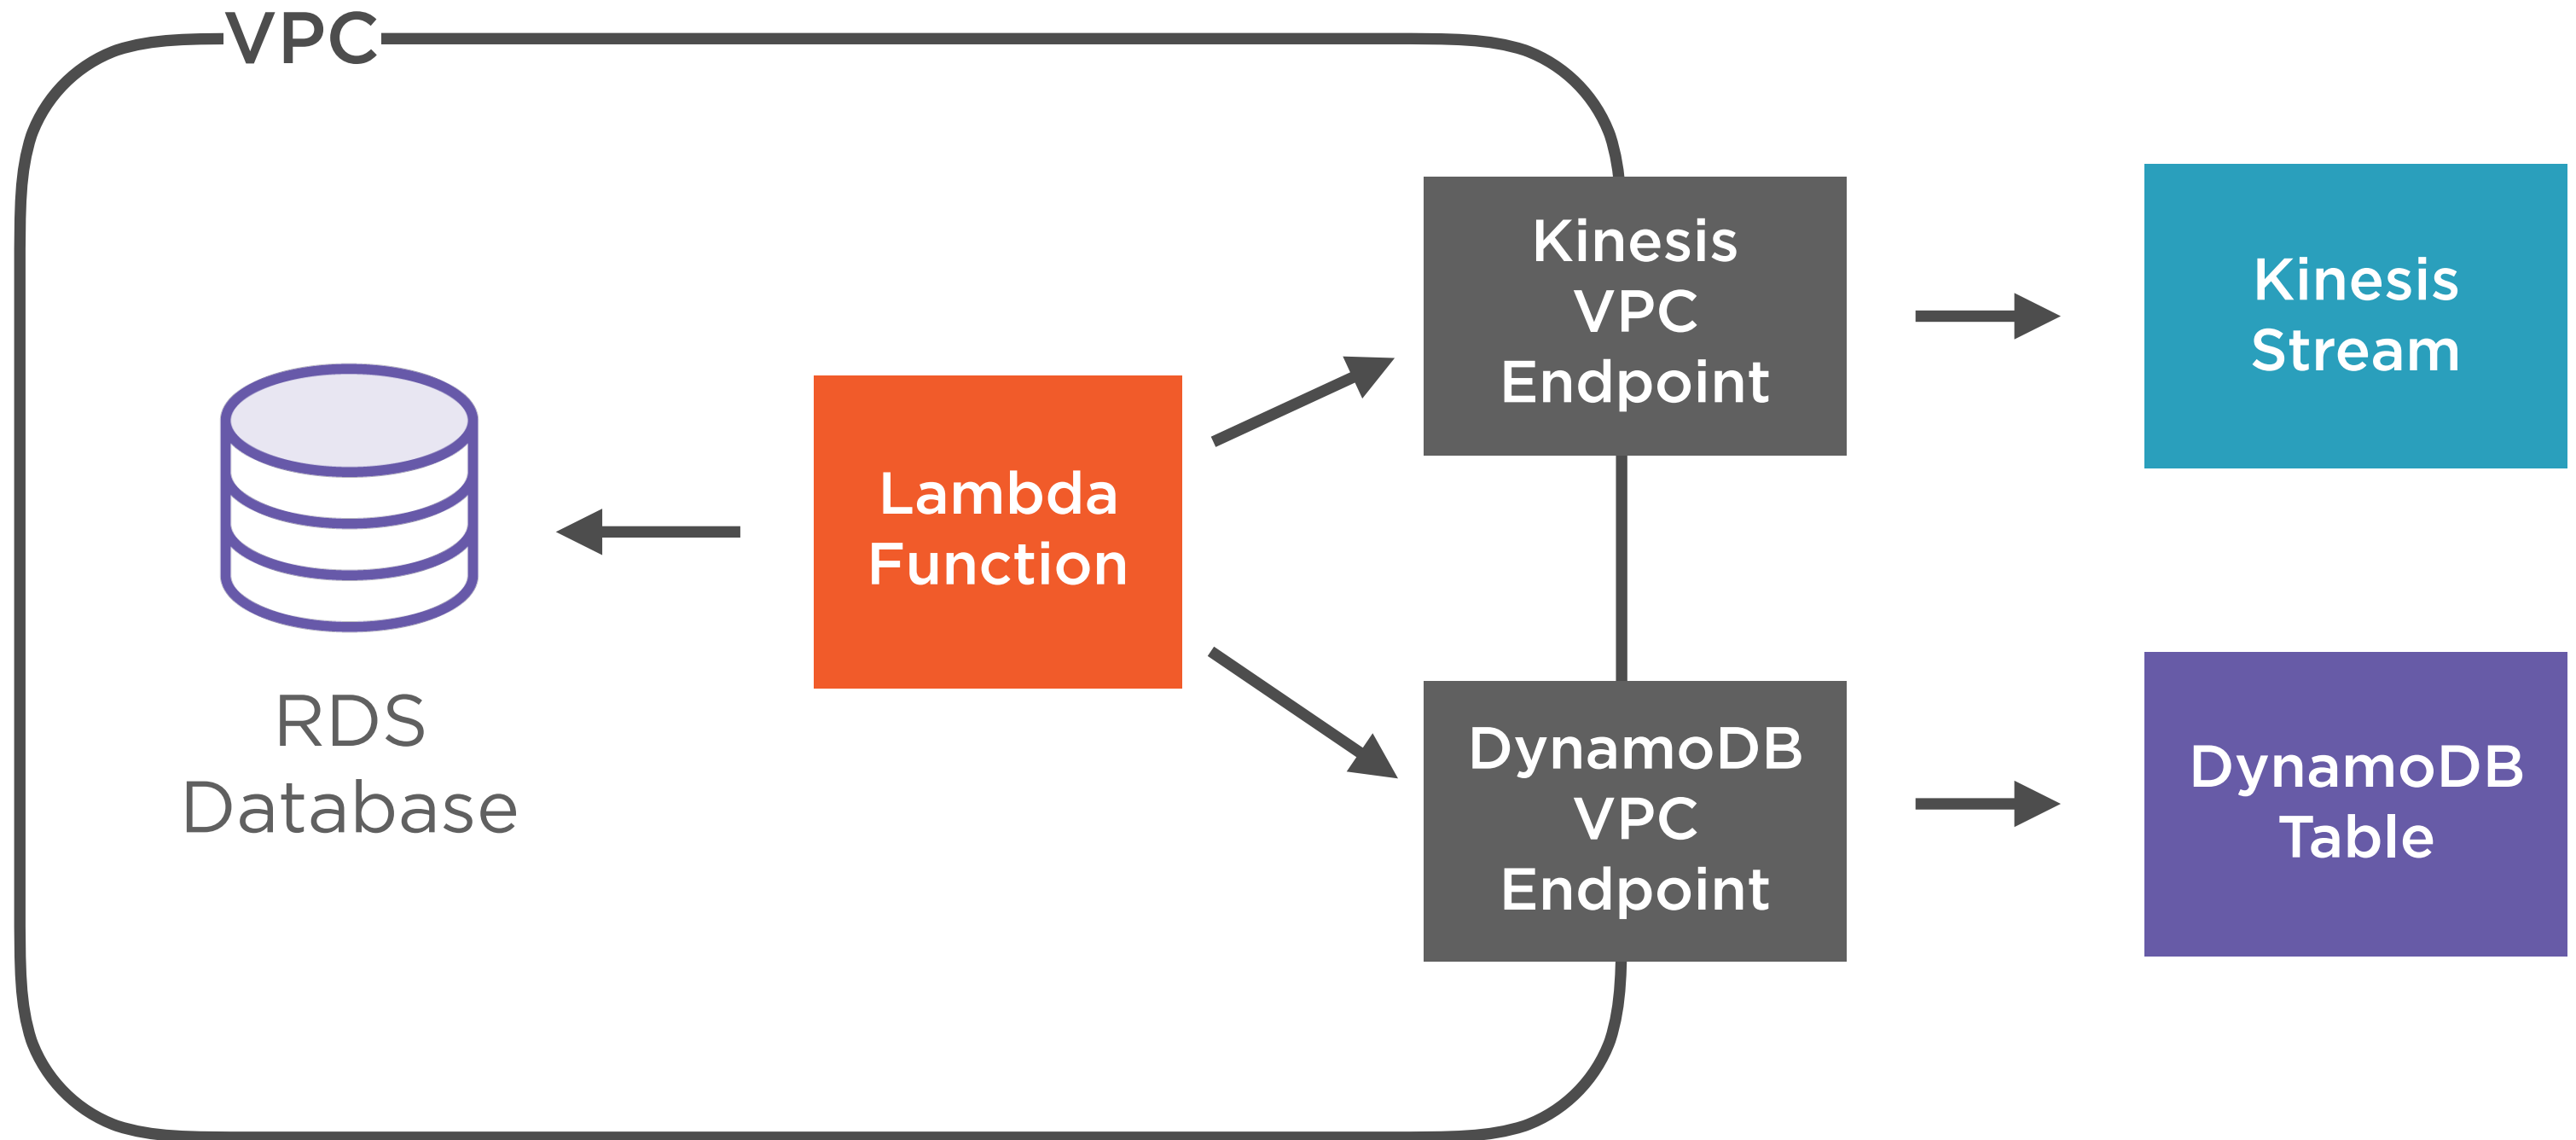 VPC
Kinesis
VPC
Endpoint
Kinesis
Stream
Lambda
Function
RDS
Database
DynamoDB
VPC
Endpoint
DynamoDB
Table